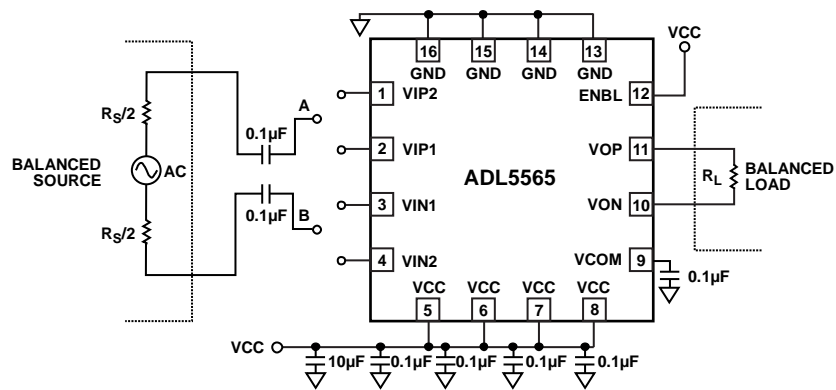 16 15 14 13
GND GND GND GND
VCC
12 ENBL
1 VIP2
2 VIP1
3 VIN1
4 VIN2
ADL5565
11 VOP
10 VON
9 VCOM
0.1µF
VCC VCC VCC VCC
5 6 7 8
BALANCED
SOURCE
RS/2
AC
RS/2
0.1µF
A
0.1µF
B
RL
BALANCED
LOAD
VCC
10µF 0.1µF 0.1µF 0.1µF 0.1µF